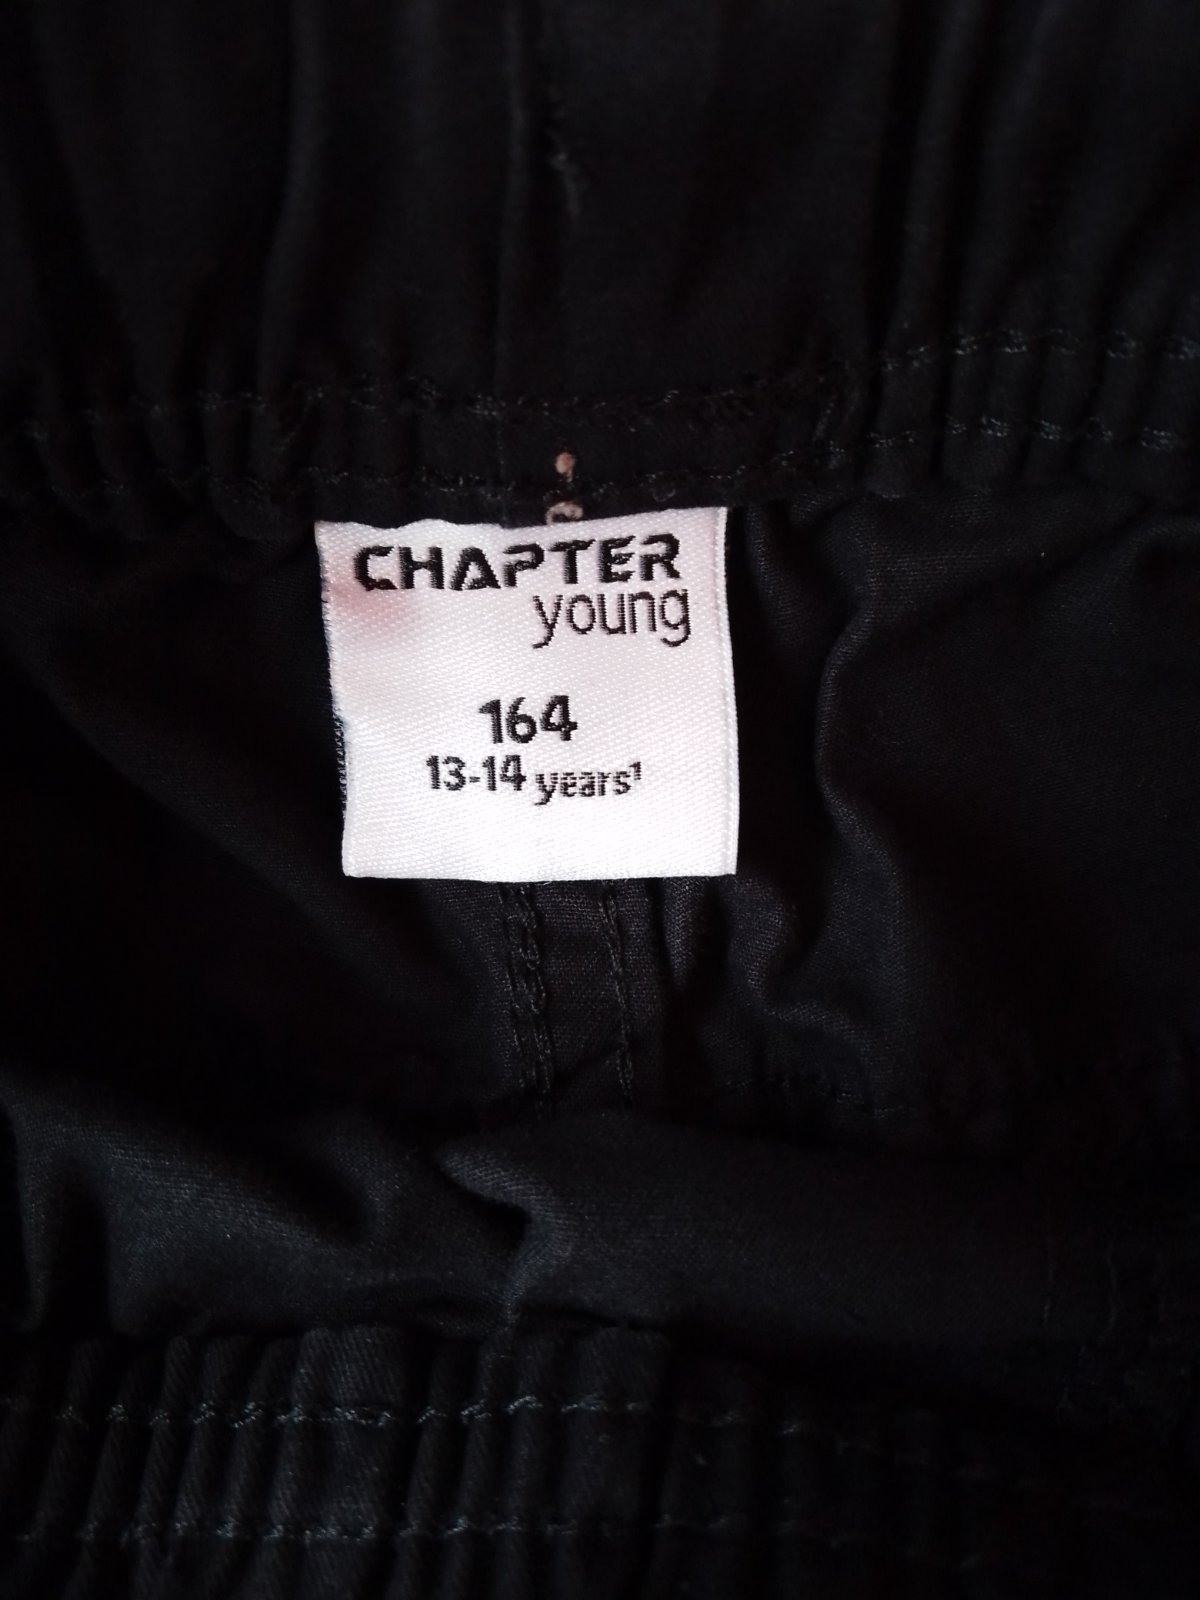 CHAPTER
young
164
13-14 years¹